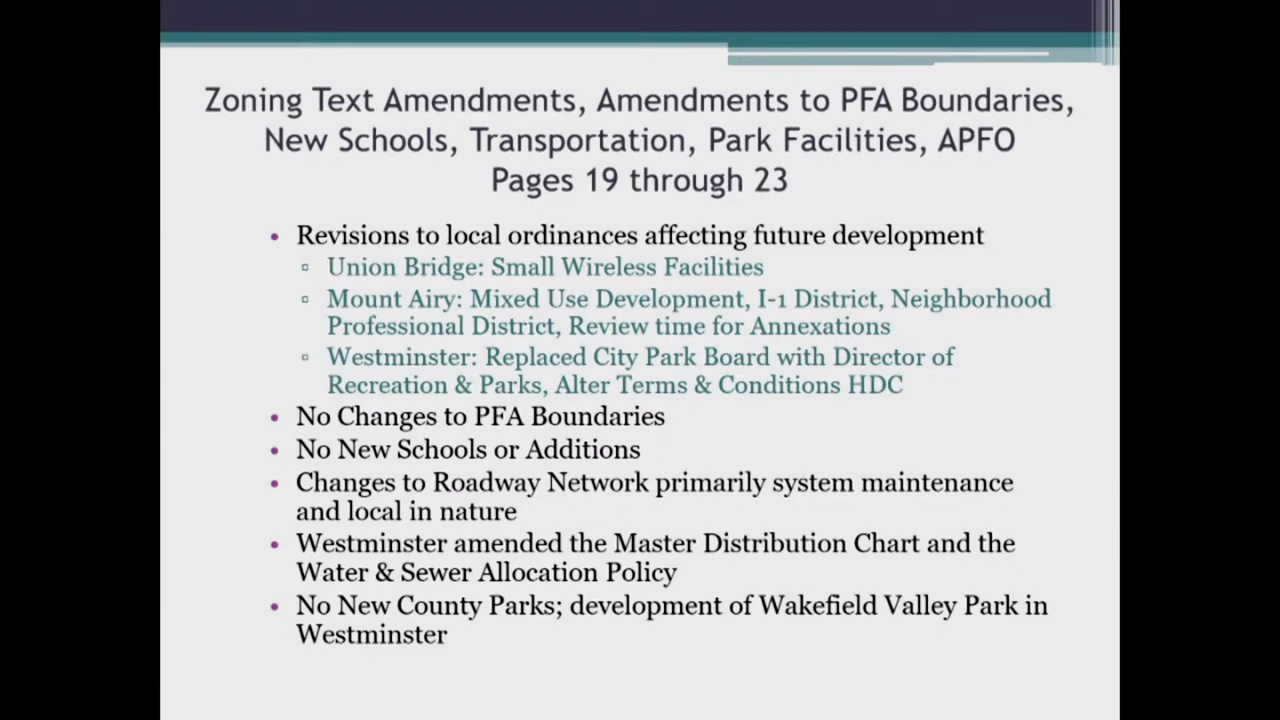 Zoning Text Amendments, Amendments to PFA Boundaries,
New Schools, Transportation, Park Facilities, APFO
Pages 19 through 23
• Revisions to local ordinances affecting future development
▫ Union Bridge: Small Wireless Facilities
▫ Mount Airy: Mixed Use Development, I-1 District, Neighborhood
Professional District, Review time for Annexations
▫ Westminster: Replaced City Park Board with Director of
Recreation & Parks, Alter Terms & Conditions HDC
• No Changes to PFA Boundaries
• No New Schools or Additions
• Changes to Roadway Network primarily system maintenance
and local in nature
• Westminster amended the Master Distribution Chart and the
Water & Sewer Allocation Policy
• No New County Parks; development of Wakefield Valley Park in
Westminster